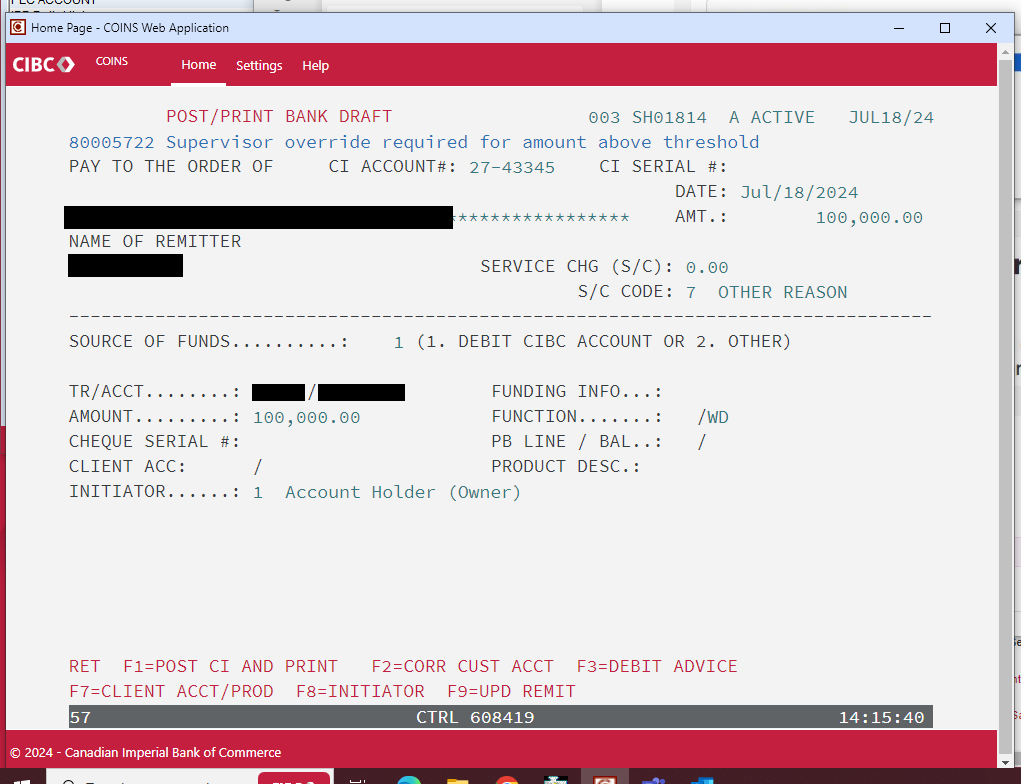 Home Page - COINS Web Application
CIBC COINS Home Settings Help
POST/PRINT BANK DRAFT 003 SH01814 A ACTIVE JUL18/24
80005722 Supervisor override required for amount above threshold
PAY TO THE ORDER OF CI ACCOUNT#: 27-43345 CI SERIAL #:
DATE: Jul/18/2024
***************** AMT.: 100,000.00
NAME OF REMITTER
SERVICE CHG (S/C): 0.00
S/C CODE: 7 OTHER REASON
--------------------------------------------------------------------------------
SOURCE OF FUNDS..........: 1 (1. DEBIT CIBC ACCOUNT OR 2. OTHER)
TR/ACCT........: / FUNDING INFO...:
AMOUNT.........: 100,000.00 FUNCTION.......: /WD
CHEQUE SERIAL #: PB LINE / BAL..: /
CLIENT ACC: / PRODUCT DESC.:
INITIATOR......: 1 Account Holder (Owner)
RET F1=POST CI AND PRINT F2=CORR CUST ACCT F3=DEBIT ADVICE
F7=CLIENT ACCT/PROD F8=INITIATOR F9=UPD REMIT
57 CTRL 608419 14:15:40
© 2024 - Canadian Imperial Bank of Commerce